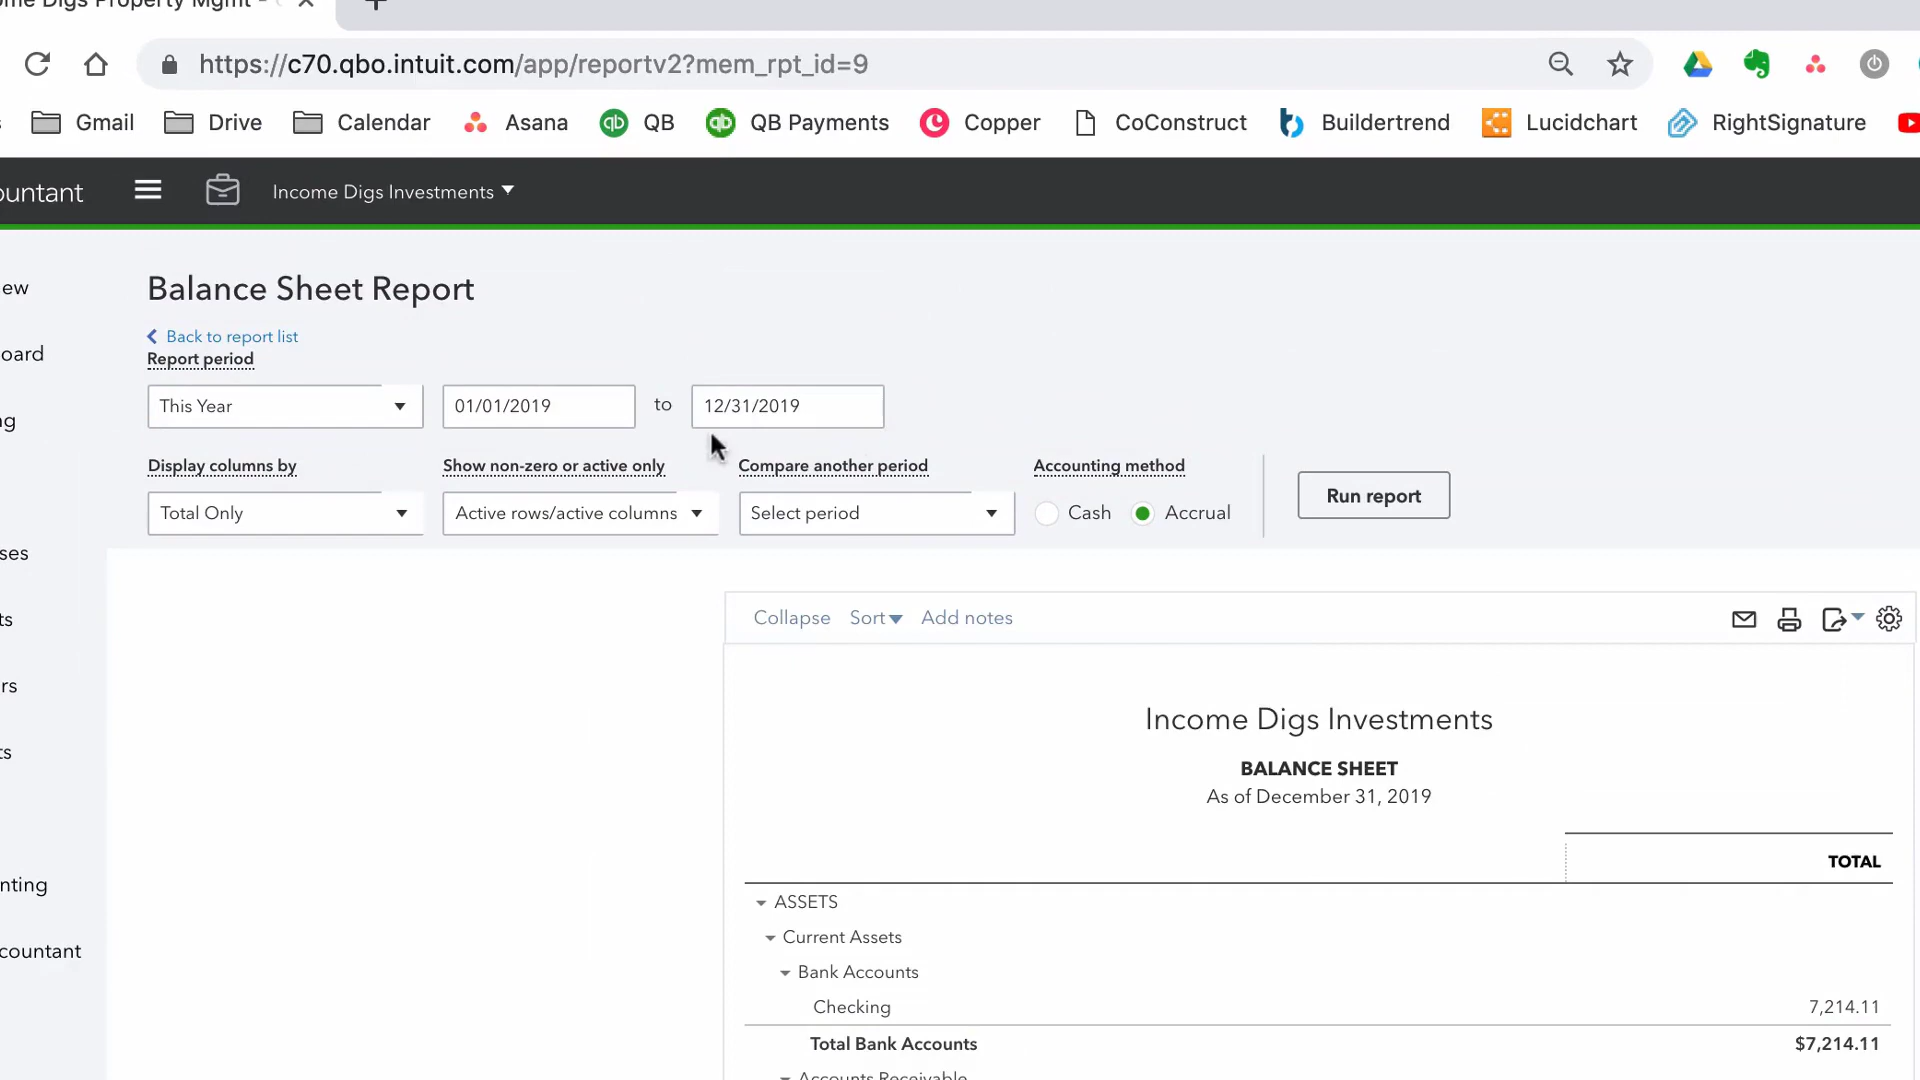 https://c70.qbo.intuit.com/app/reportv2?mem_rpt_id=9
Gmail Drive Calendar Asana QB QB Payments Copper CoConstruct Buildertrend Lucidchart RightSignature
ountant Income Digs Investments
Balance Sheet Report
Back to report list
Report period
This Year 01/01/2019 to 12/31/2019
Display columns by Show non-zero or active only Compare another period Accounting method
Total Only Active rows/active columns Select period Cash Accrual Run report
Collapse Sort Add notes
Income Digs Investments
BALANCE SHEET
As of December 31, 2019
TOTAL
ASSETS
Current Assets
Bank Accounts
Checking 7,214.11
Total Bank Accounts $7,214.11
Accounts Receivable
ew
oard
g
ses
ts
rs
ts
nting
countant